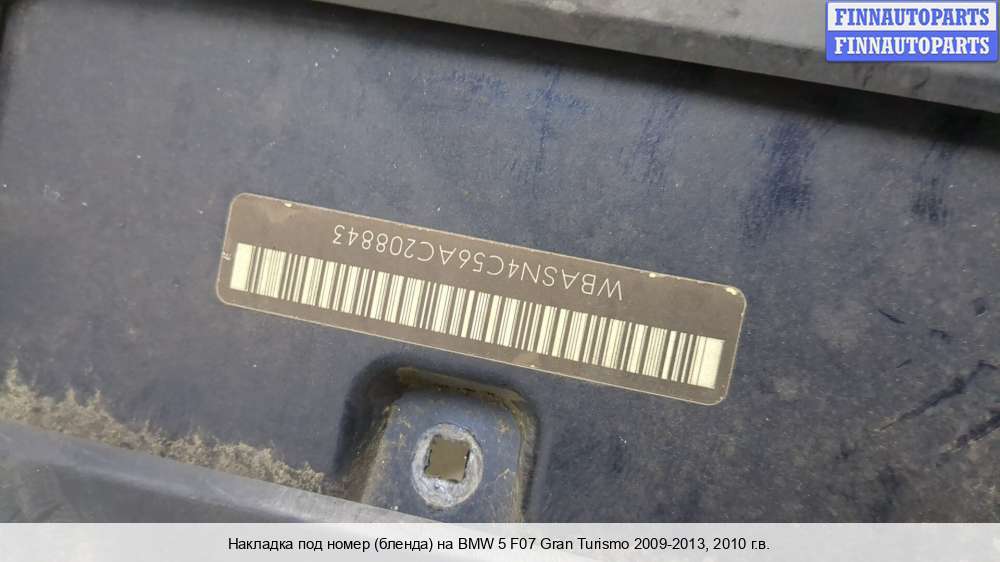 FINNAUTOPARTS
FINNAUTOPARTS
WBASN4C56AC208843
Накладка под номер (бленда) на BMW 5 F07 Gran Turismo 2009-2013, 2010 г.в.